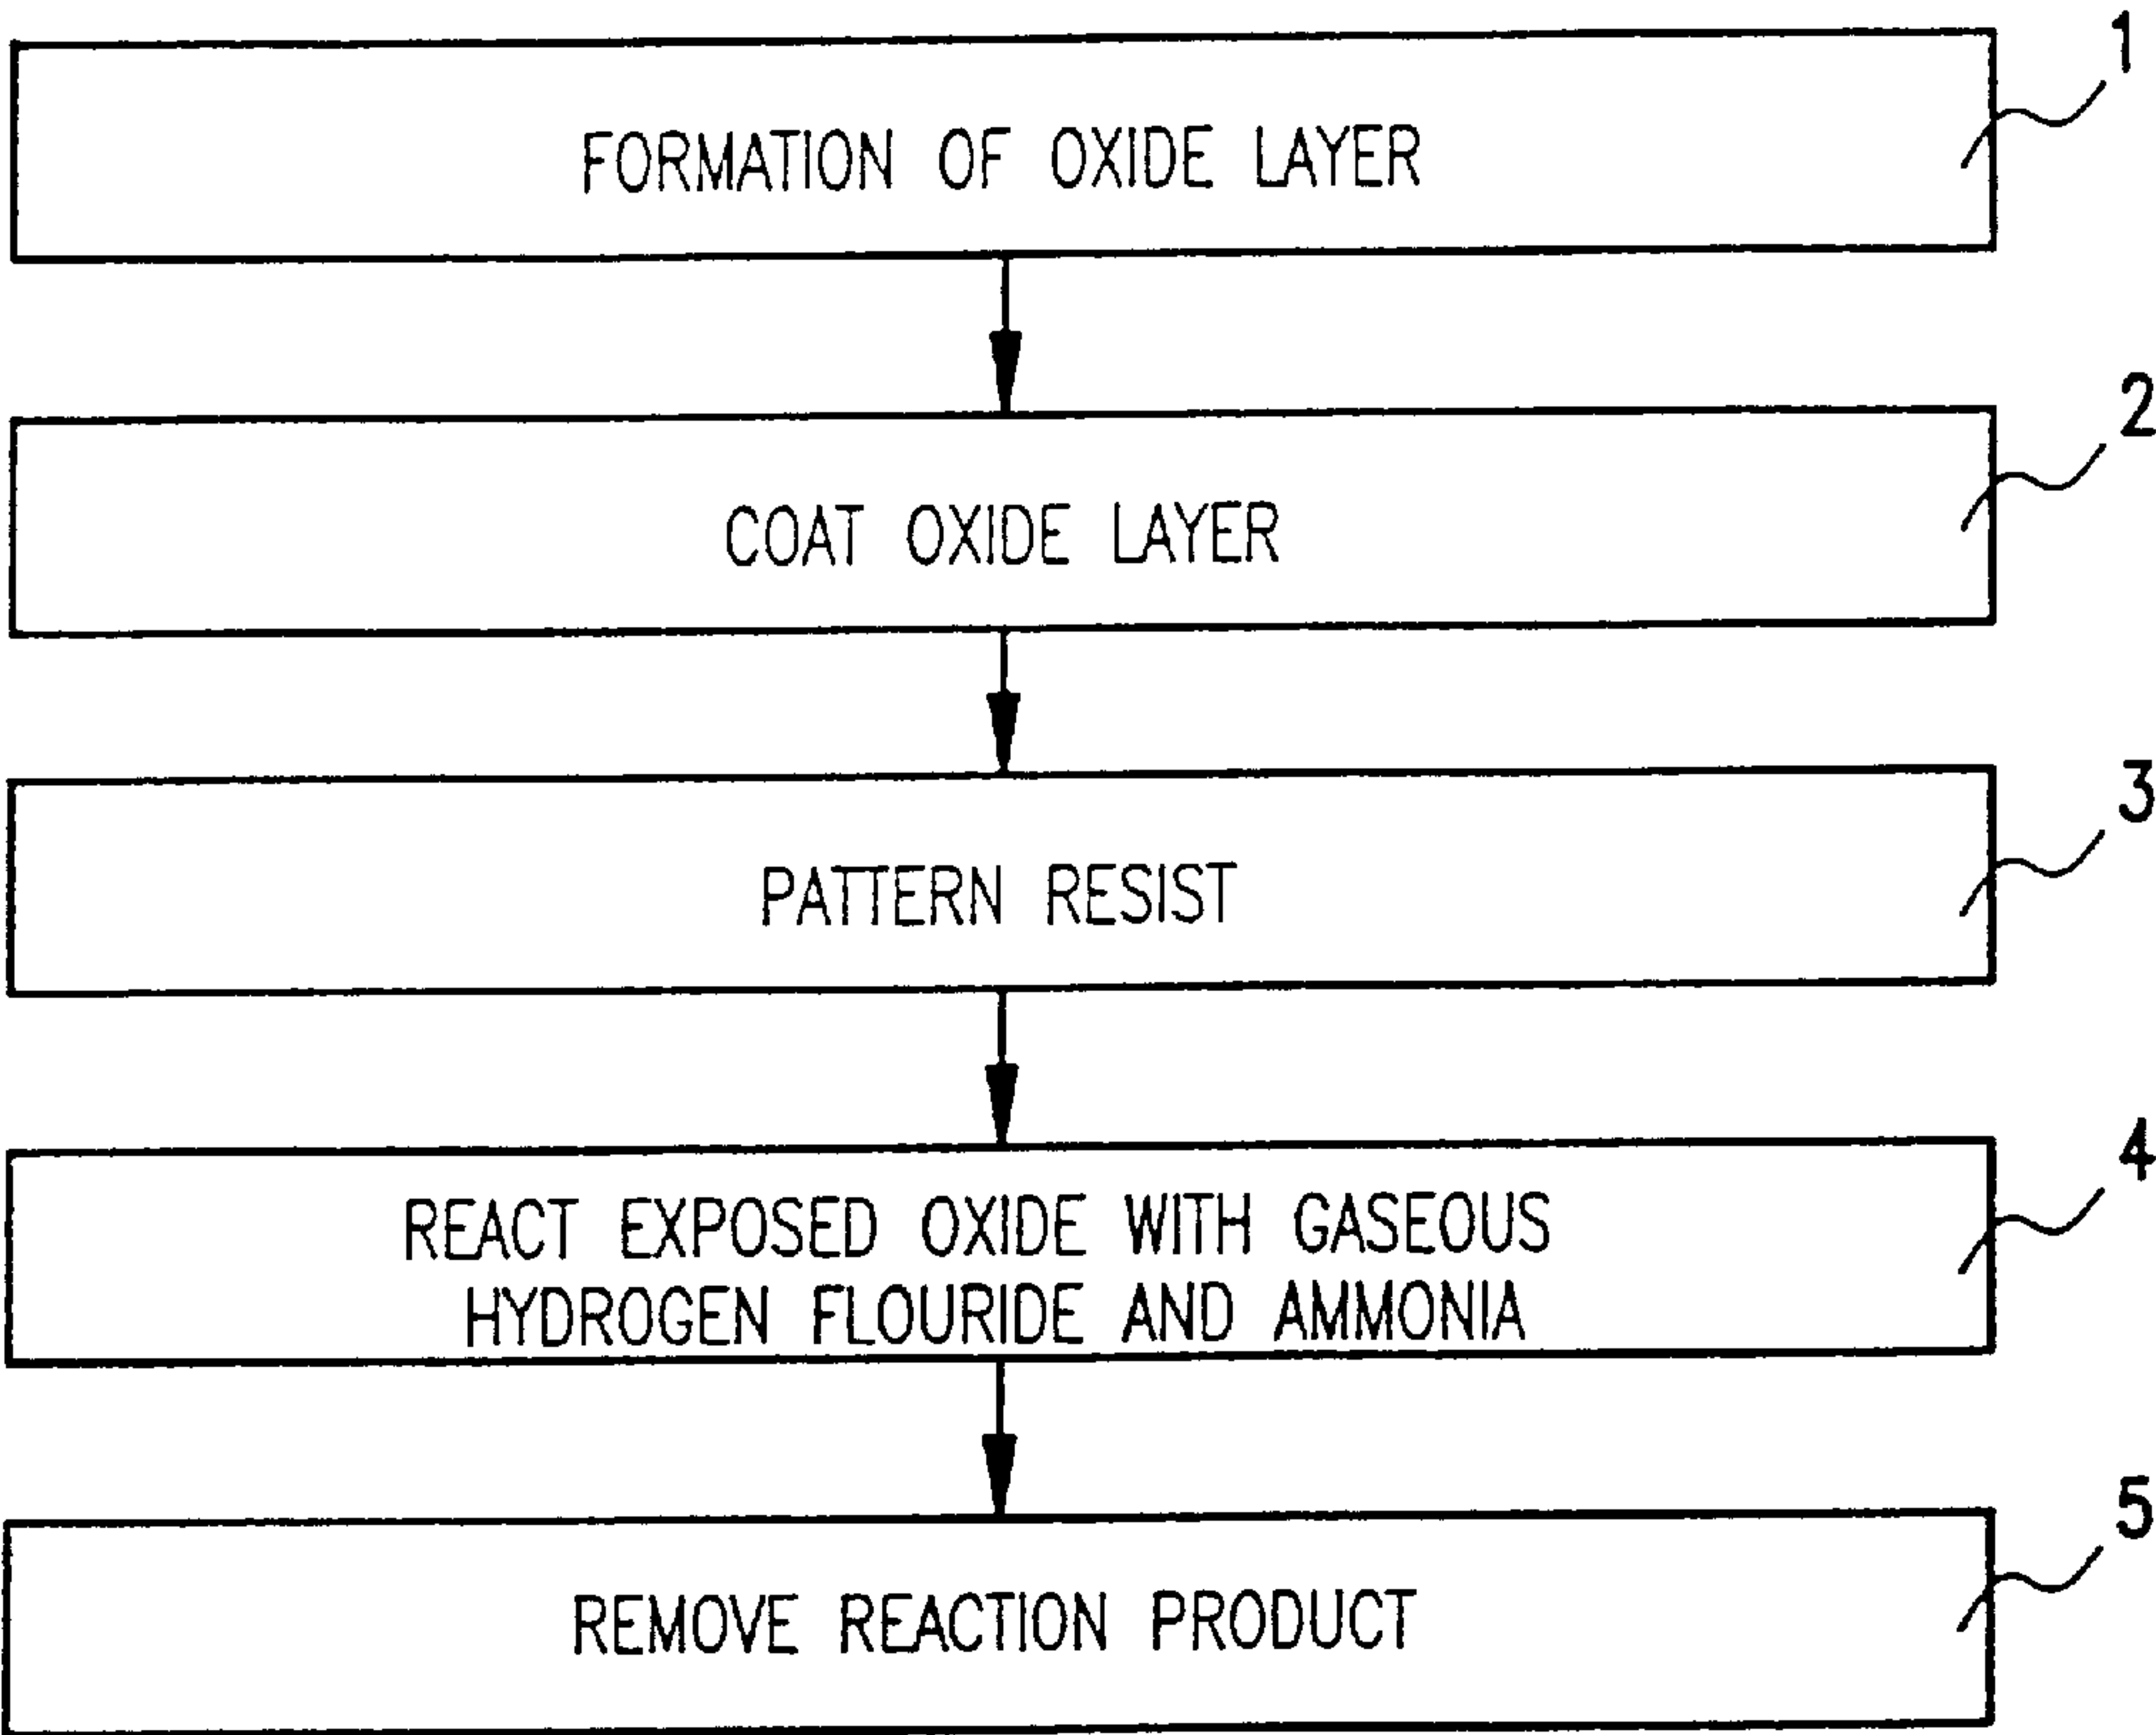 1
FORMATION OF OXIDE LAYER
2
COAT OXIDE LAYER
3
PATTERN RESIST
4
REACT EXPOSED OXIDE WITH GASEOUS
HYDROGEN FLOURIDE AND AMMONIA
5
REMOVE REACTION PRODUCT